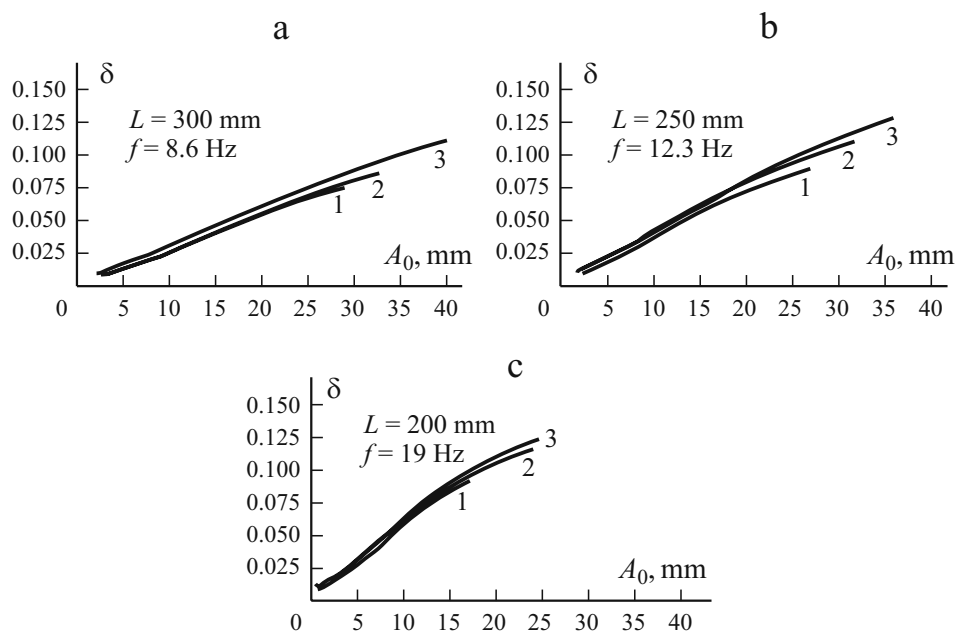 a
δ
0.150
0.125
0.100
0.075
0.050
0.025
L = 300 mm
f = 8.6 Hz
3
2
1
A₀, mm
0 5 10 15 20 25 30 35 40
b
δ
0.150
0.125
0.100
0.075
0.050
0.025
L = 250 mm
f = 12.3 Hz
3
2
1
A₀, mm
0 5 10 15 20 25 30 35 40
c
δ
0.150
0.125
0.100
0.075
0.050
0.025
L = 200 mm
f = 19 Hz
3
2
1
A₀, mm
0 5 10 15 20 25 30 35 40